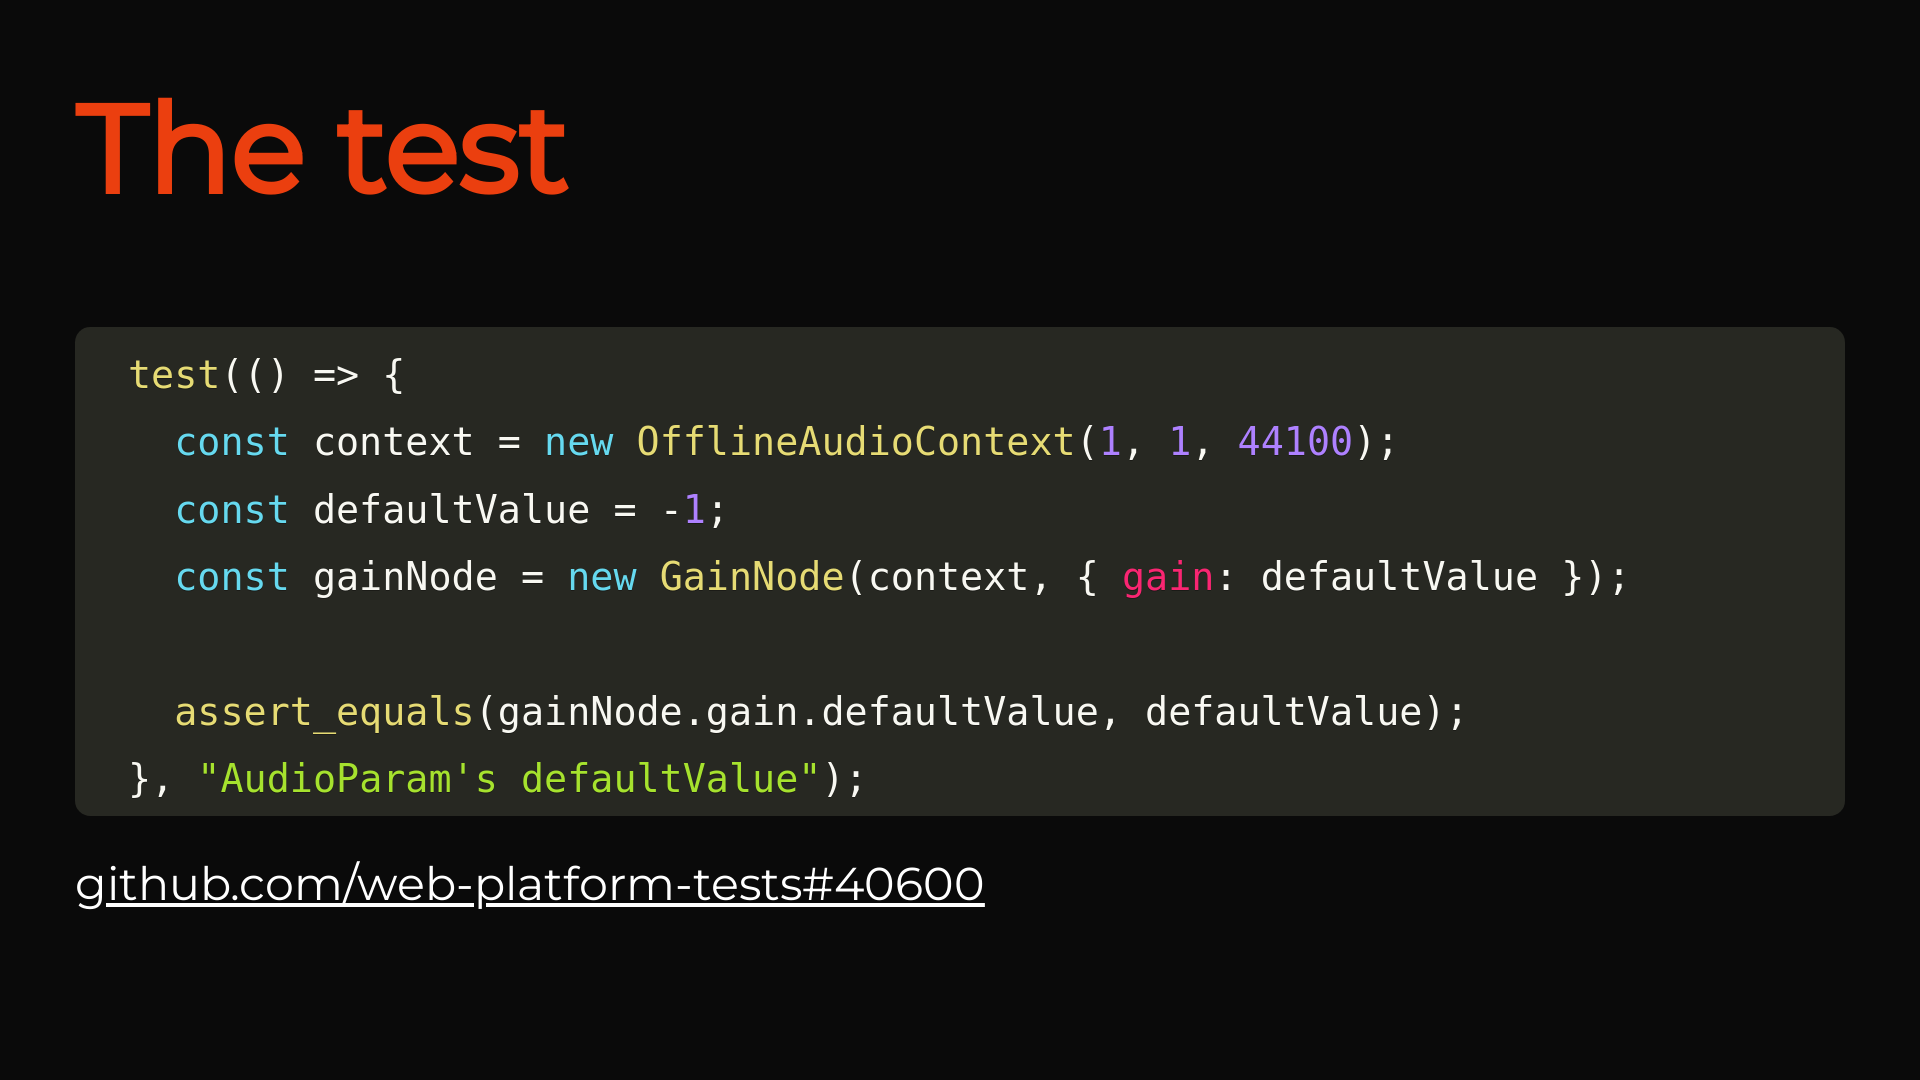 The test
test(() => {
  const context = new OfflineAudioContext(1, 1, 44100);
  const defaultValue = -1;
  const gainNode = new GainNode(context, { gain: defaultValue });
  assert_equals(gainNode.gain.defaultValue, defaultValue);
}, "AudioParam's defaultValue");
github.com/web-platform-tests#40600